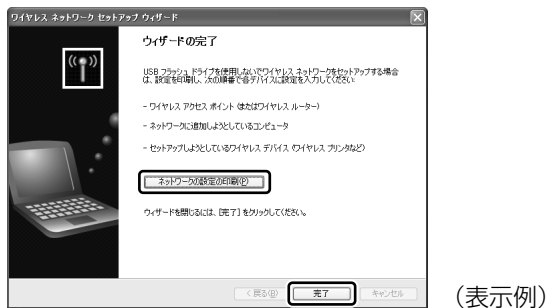 ワイヤレス ネットワーク セットアップ ウィザード
ウィザードの完了
USB フラッシュ ドライブを使用しないでワイヤレス ネットワークをセットアップする場合
は、設定を印刷し、次の順番で各デバイスに設定を入力してください:
- ワイヤレス アクセス ポイント (またはワイヤレス ルーター)
- ネットワークに追加しようとしているコンピュータ
- セットアップしようとしているワイヤレス デバイス (ワイヤレス プリンタなど)
ネットワークの設定の印刷(P)
ウィザードを閉じるには、[完了] をクリックしてください。
< 戻る(B) 完了 キャンセル
(表示例)